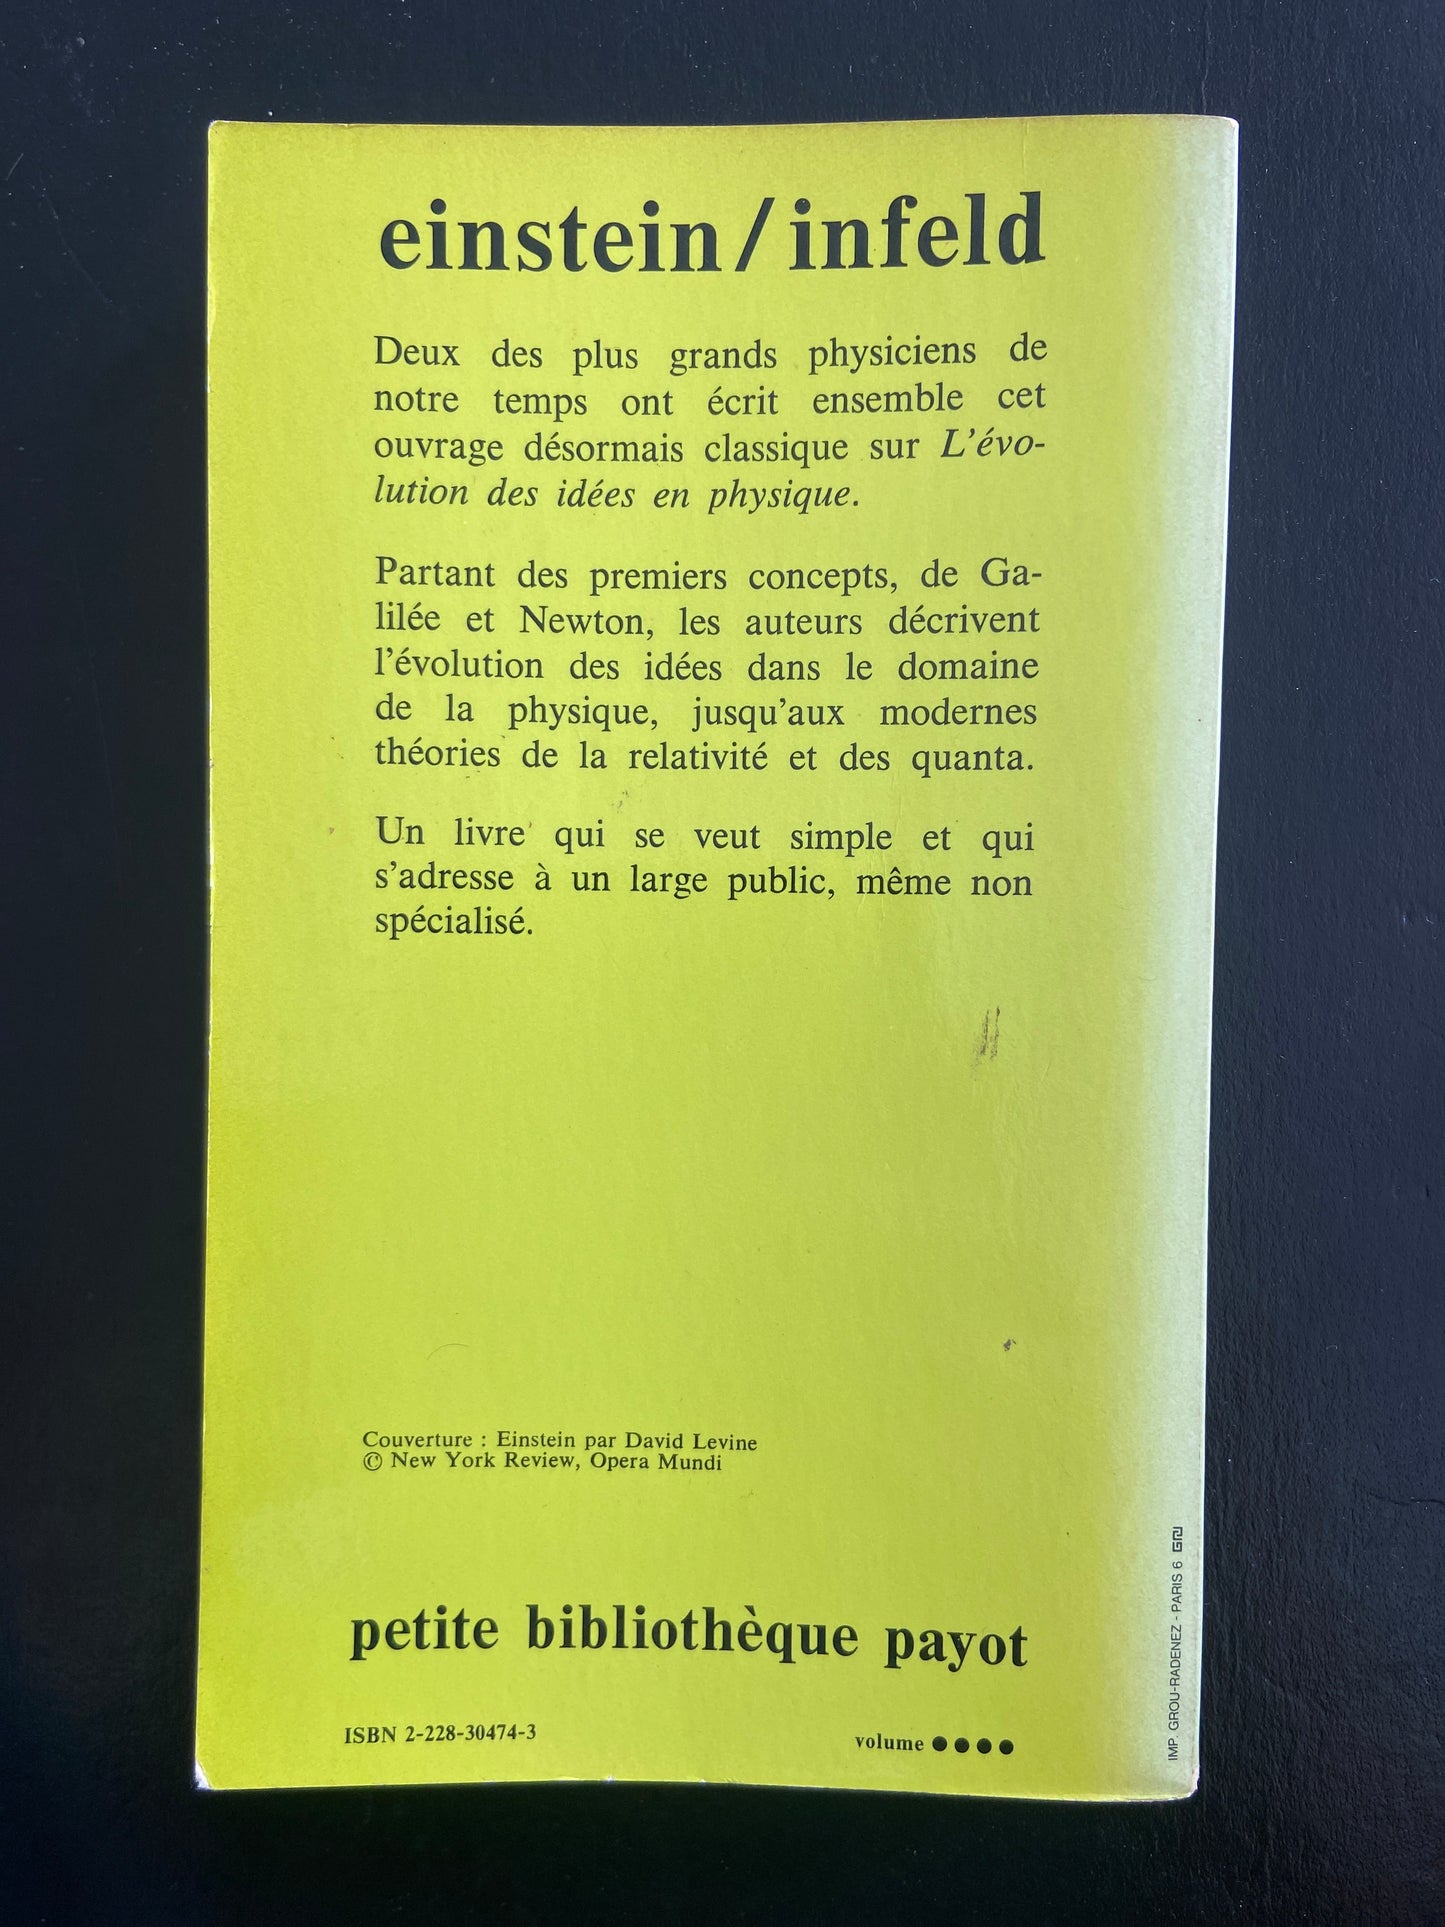 einstein/infeld
Deux des plus grands physiciens de
notre temps ont écrit ensemble cet
ouvrage désormais classique sur L'évo-
lution des idées en physique.
Partant des premiers concepts, de Ga-
lilée et Newton, les auteurs décrivent
l'évolution des idées dans le domaine
de la physique, jusqu'aux modernes
théories de la relativité et des quanta.
Un livre qui se veut simple et qui
s'adresse à un large public, même non
spécialisé.
Couverture : Einstein par David Levine
© New York Review, Opera Mundi
petite bibliothèque payot
ISBN 2-228-30474-3
volume ●●●●
IMP. GROU-RADENEZ - PARIS 6